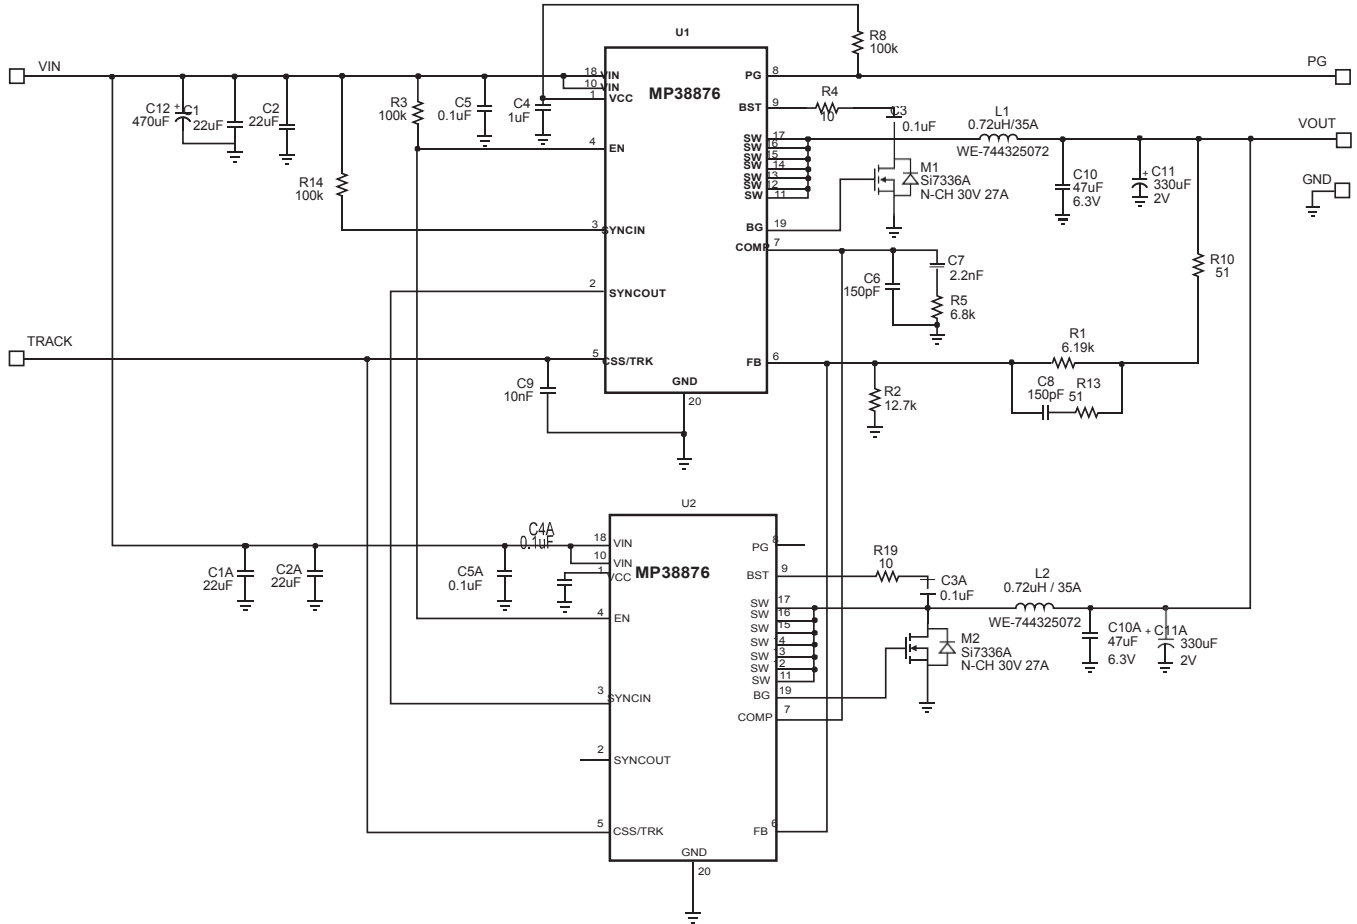 U1
R8
100k
VIN
PG
18 VIN
10 VIN
1 VCC
MP38876
PG 8
R4
10
BST 9
C3
0.1uF
L1
0.72uH/35A
WE-744325072
VOUT
C12 +
470uF
C1
22uF
C2
22uF
R3
100k
C5
0.1uF
C4
1uF
4 EN
SW 17
SW 16
SW 15
SW 14
SW 13
SW 12
SW 11
M1
Si7336A
N-CH 30V 27A
C10
47uF
6.3V
+ C11
330uF
2V
GND
R14
100k
3 SYNCIN
BG 19
COMP 7
C7
2.2nF
C6
150pF
R5
6.8k
R10
51
2 SYNCOUT
TRACK
5 CSS/TRK
FB 6
R1
6.19k
C9
10nF
GND
20
R2
12.7k
C8
150pF
R13
51
U2
C4A
0.1uF
18 VIN
10 VIN
1 VCC
MP38876
PG 8
R19
10
BST 9
C3A
0.1uF
L2
0.72uH / 35A
WE-744325072
C1A
22uF
C2A
22uF
C5A
0.1uF
4 EN
SW 17
SW 16
SW 15
SW 14
SW 13
SW 12
SW 11
M2
Si7336A
N-CH 30V 27A
C10A
47uF
6.3V
+ C11A
330uF
2V
3 SYNCIN
BG 19
COMP 7
2 SYNCOUT
5 CSS/TRK
FB 6
GND
20